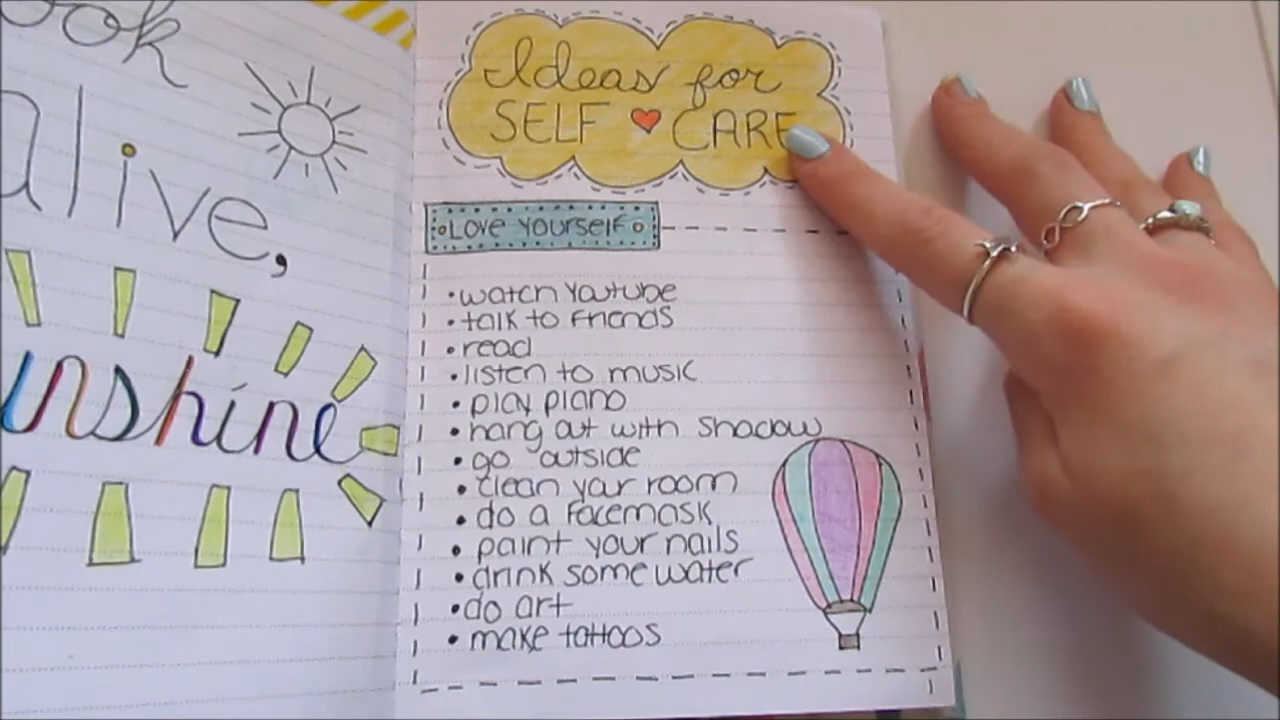 ook
alive,
unshine
Ideas for
SELF CARE
Love Yourself
• watch Youtube
• talk to friends
• read
• listen to music
• play piano
• hang out with Shadow
• go outside
• clean your room
• do a facemask
• paint your nails
• drink some water
• do art
• make tattoos